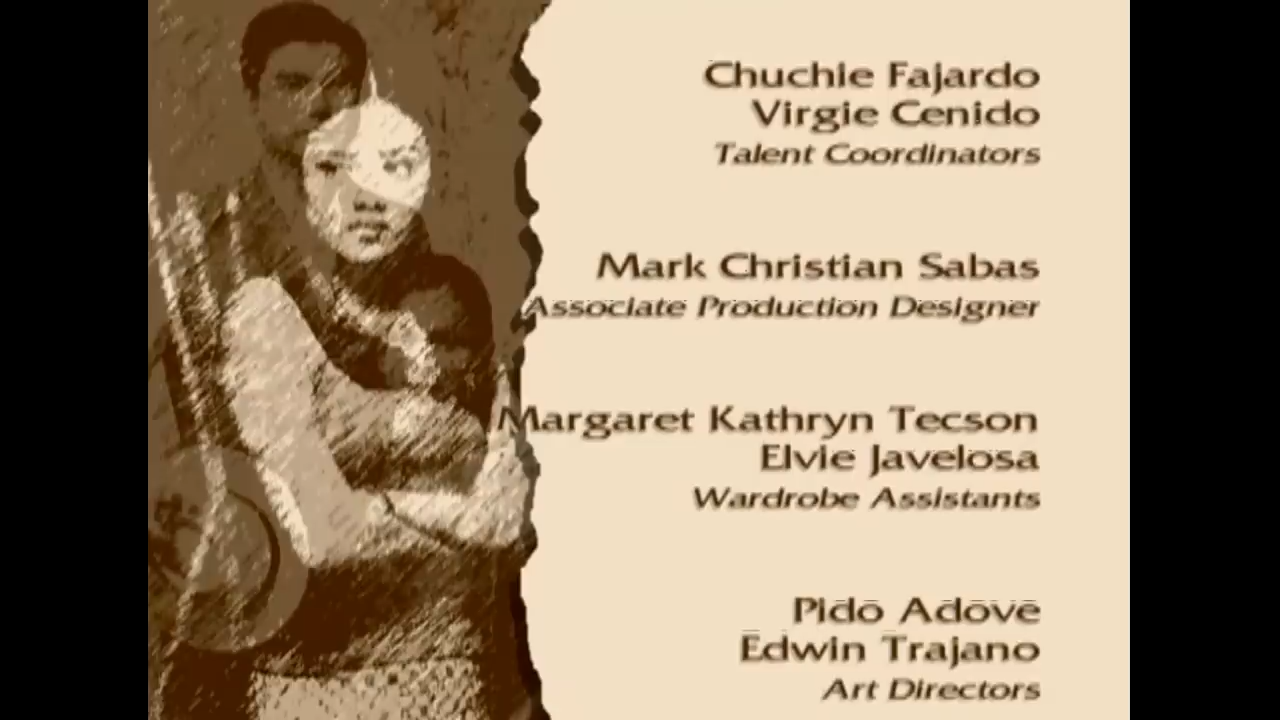 Chuchie Fajardo
Virgie Cenido
Talent Coordinators
Mark Christian Sabas
Associate Production Designer
Margaret Kathryn Tecson
Elvie Javelosa
Wardrobe Assistants
Pido Adove
Edwin Trajano
Art Directors